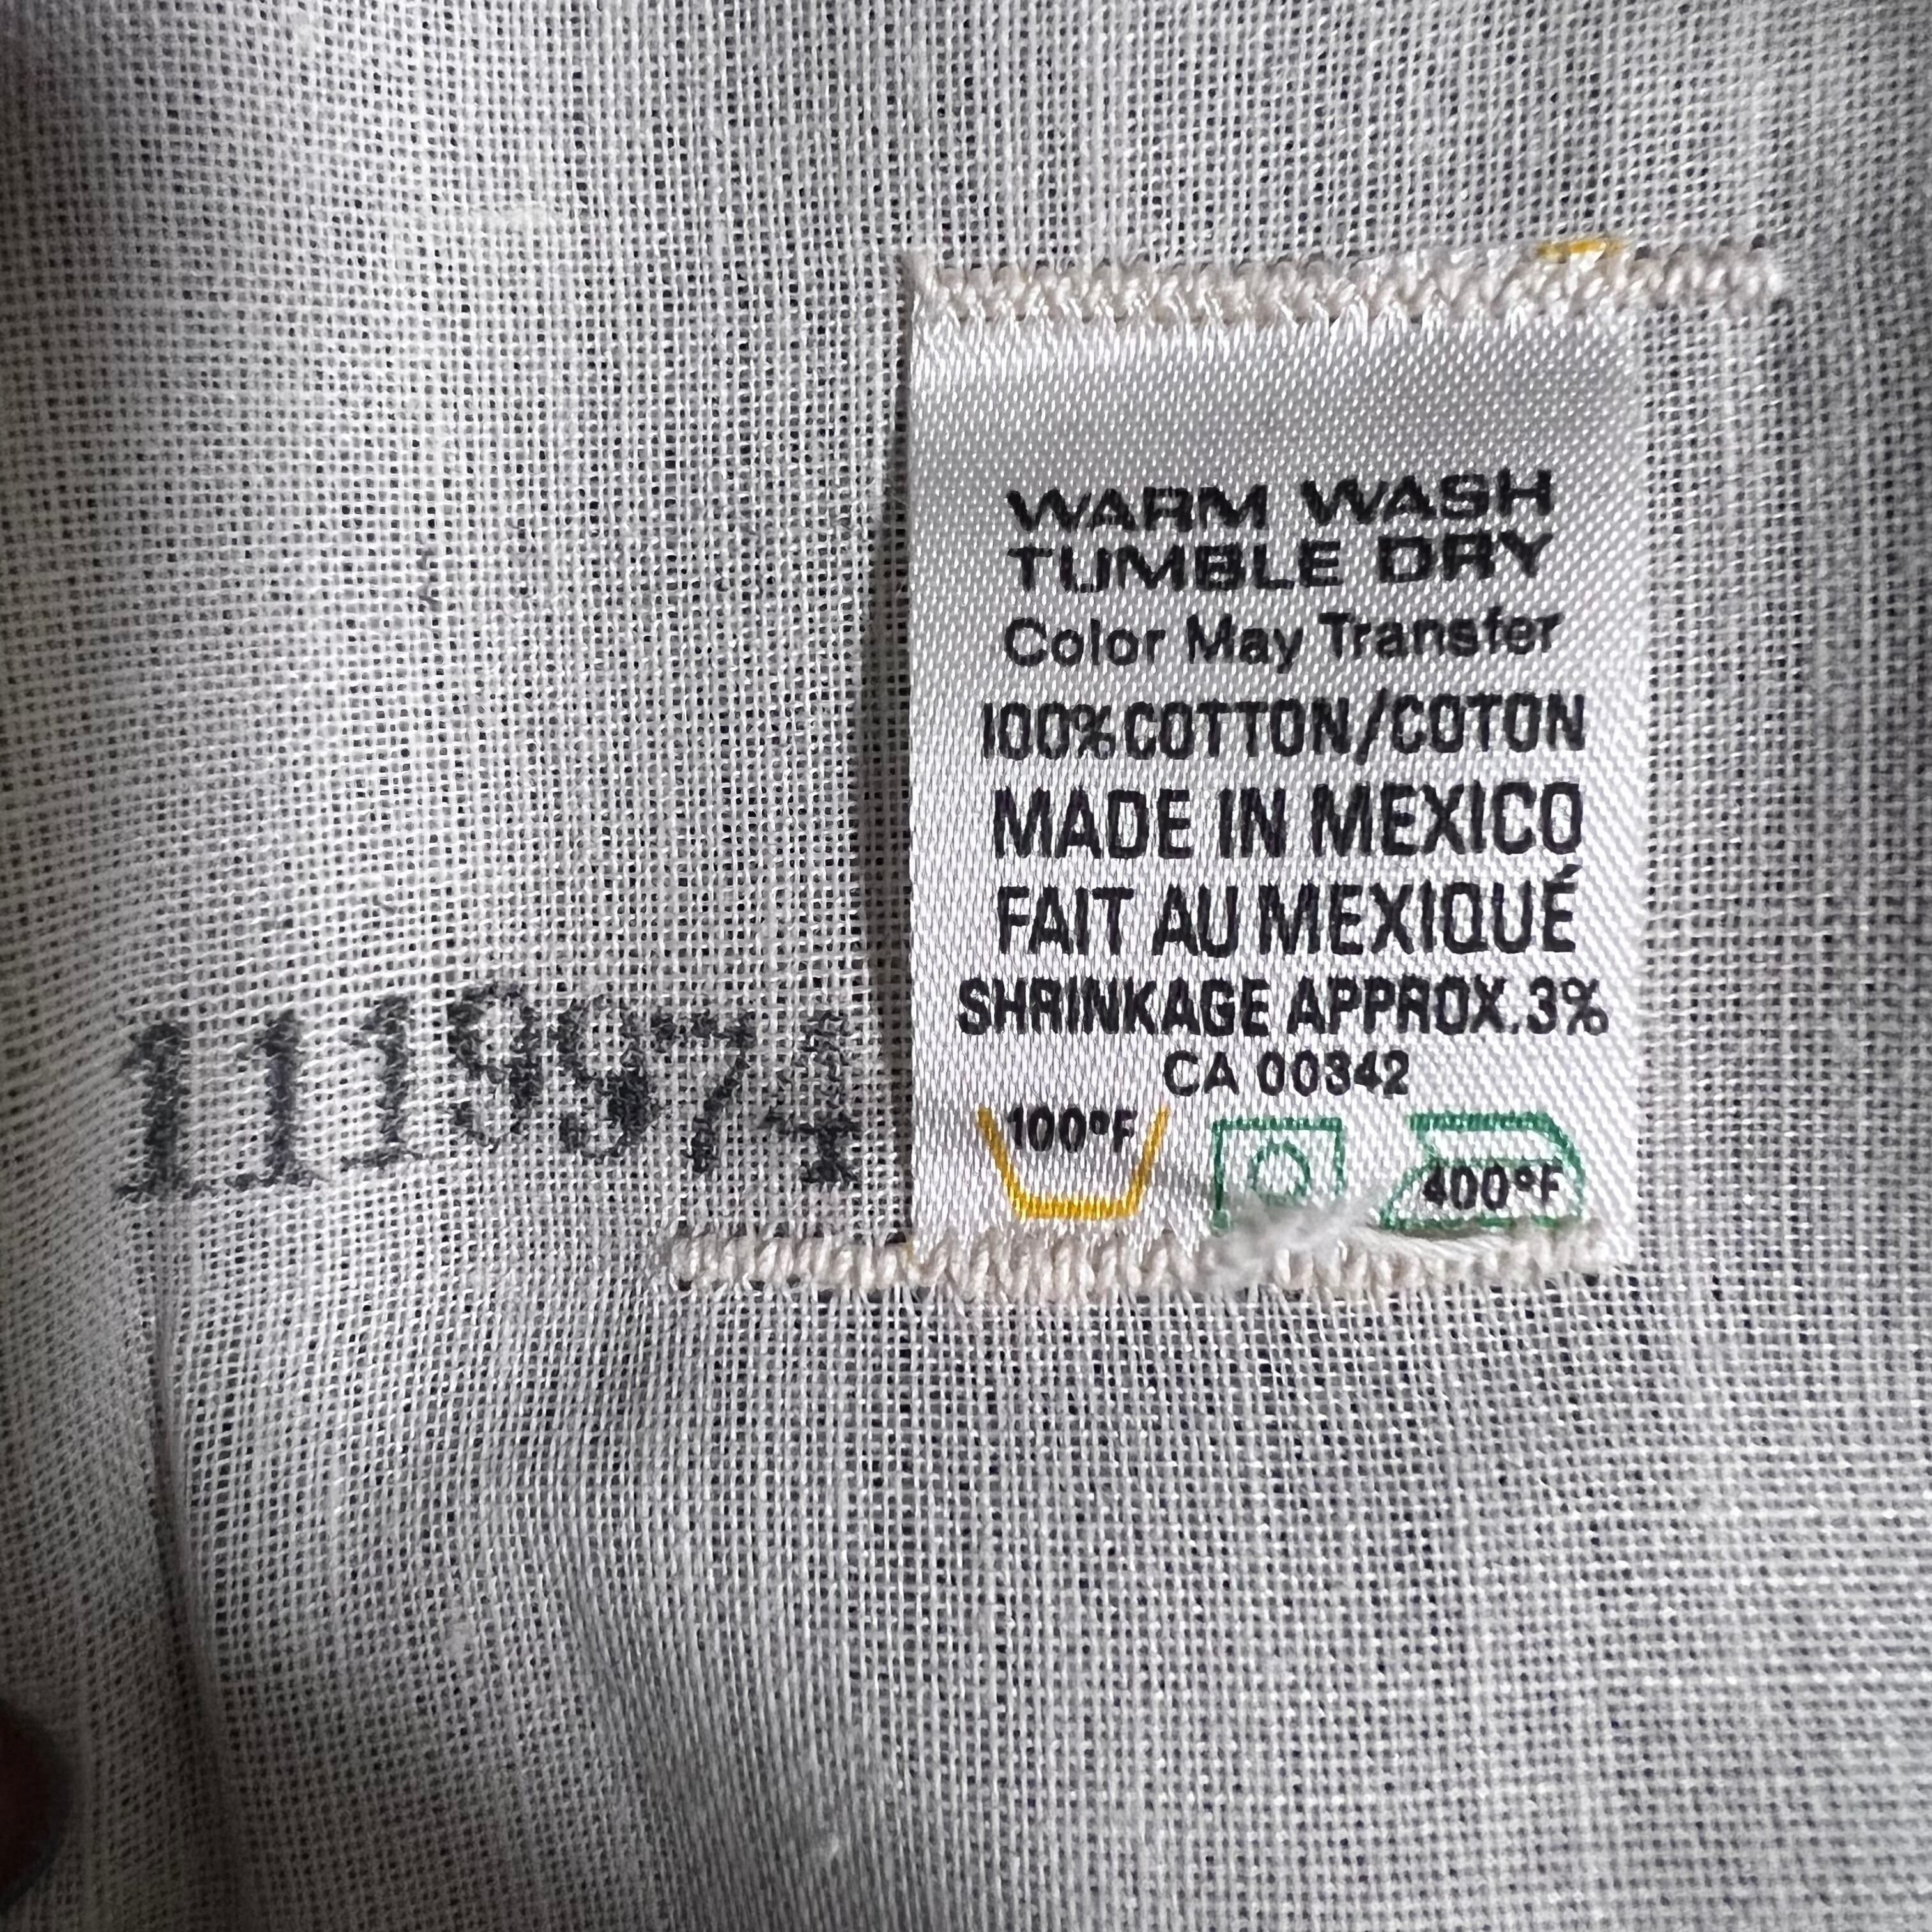 WARM WASH
TUMBLE DRY
Color May Transfer
100% COTTON/COTON
MADE IN MEXICO
FAIT AU MEXIQUÉ
SHRINKAGE APPROX. 3%
CA 00342
100°F
400°F
1119974